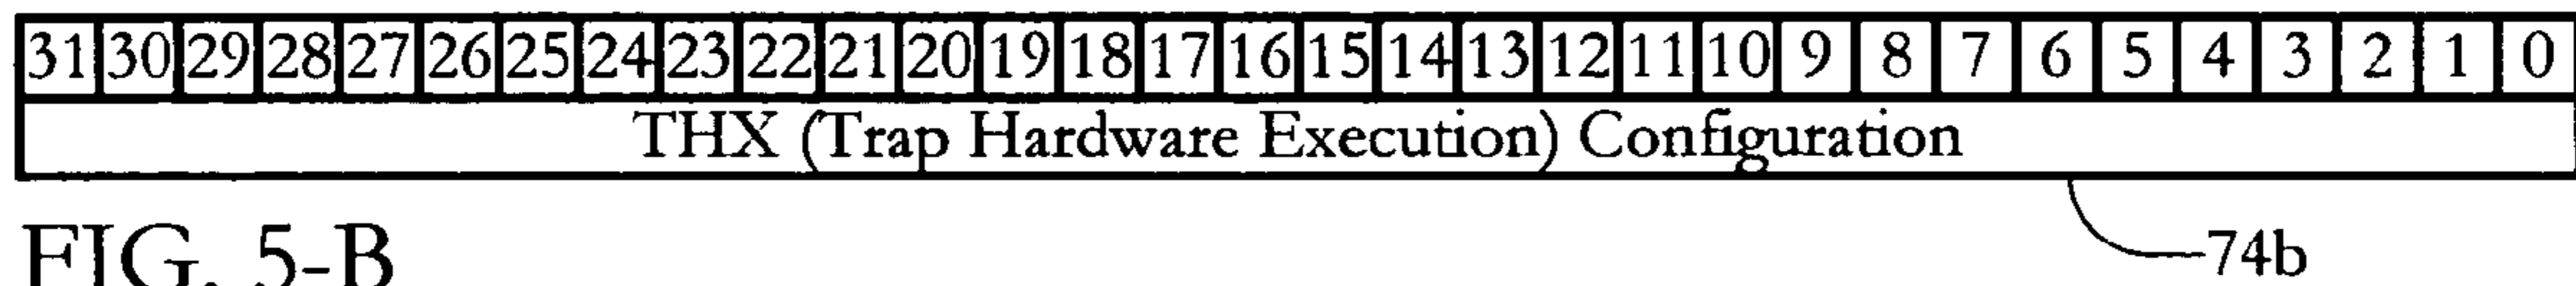 31 30 29 28 27 26 25 24 23 22 21 20 19 18 17 16 15 14 13 12 11 10 9 8 7 6 5 4 3 2 1 0
THX (Trap Hardware Execution) Configuration
74b
FIG. 5-B